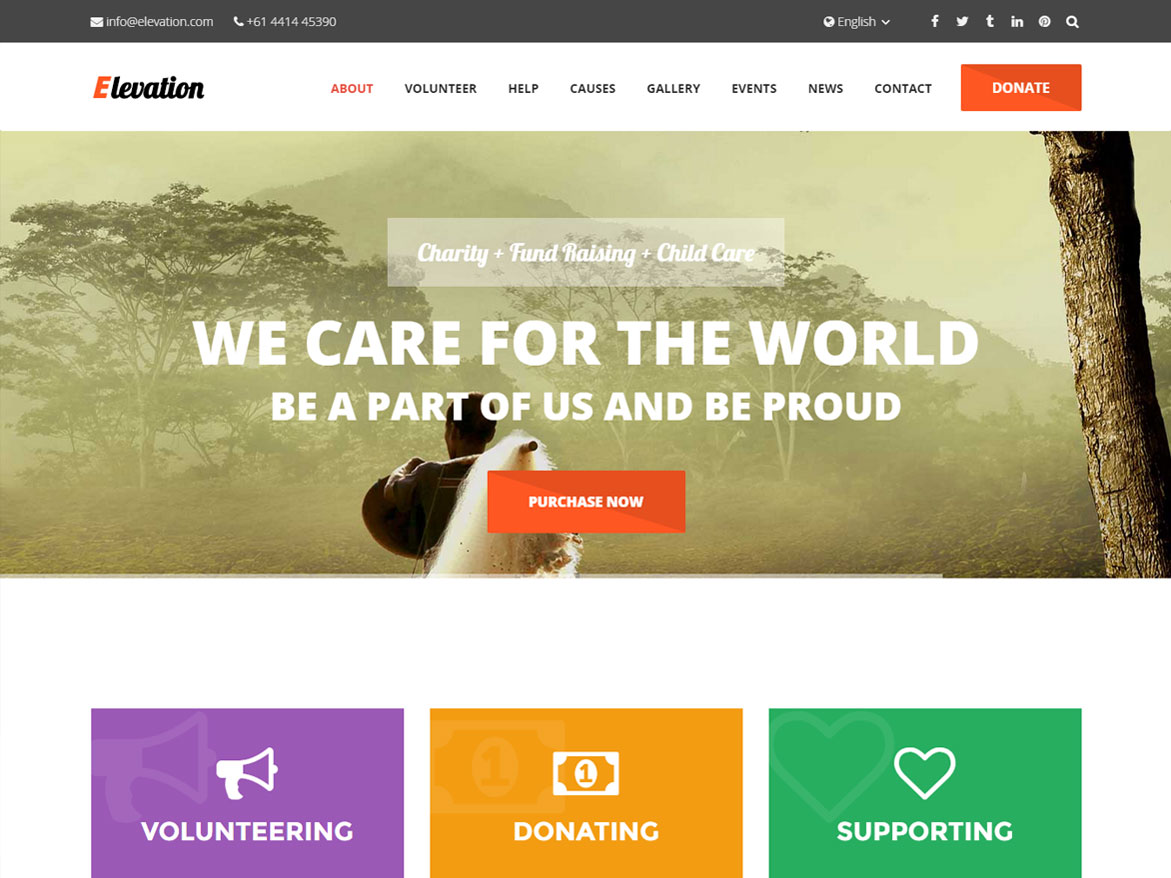 info@elevation.com +61 4414 45390 English
Elevation ABOUT VOLUNTEER HELP CAUSES GALLERY EVENTS NEWS CONTACT DONATE
Charity + Fund Raising + Child Care
WE CARE FOR THE WORLD
BE A PART OF US AND BE PROUD
PURCHASE NOW
1 1
VOLUNTEERING DONATING SUPPORTING